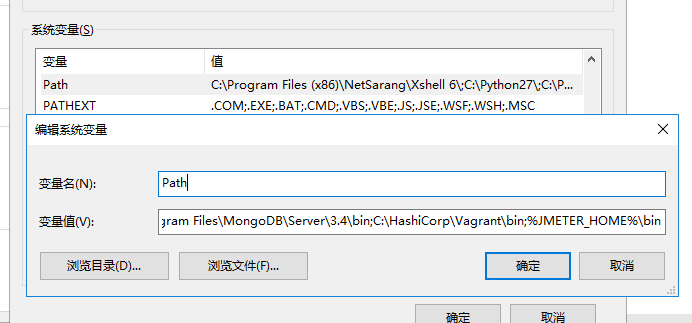 系统变量(S)
变量 值
Path C:\Program Files (x86)\NetSarang\Xshell 6\;C:\Python27\;C:\P...
PATHEXT .COM;.EXE;.BAT;.CMD;.VBS;.VBE;.JS;.JSE;.WSF;.WSH;.MSC
编辑系统变量
变量名(N): Path
变量值(V): gram Files\MongoDB\Server\3.4\bin;C:\HashiCorp\Vagrant\bin;%JMETER_HOME%\bin
浏览目录(D)... 浏览文件(F)... 确定 取消
确定 取消